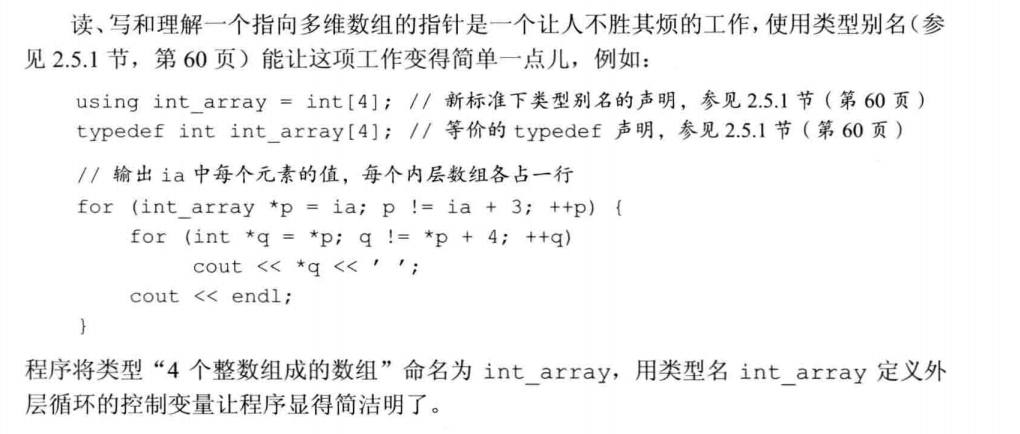 读、写和理解一个指向多维数组的指针是一个让人不胜其烦的工作，使用类型别名（参
见 2.5.1 节，第 60 页）能让这项工作变得简单一点儿，例如：
using int_array = int[4]; // 新标准下类型别名的声明，参见 2.5.1 节（第 60 页）
typedef int int_array[4]; // 等价的 typedef 声明，参见 2.5.1 节（第 60 页）
// 输出 ia 中每个元素的值，每个内层数组各占一行
for (int_array *p = ia; p != ia + 3; ++p) {
for (int *q = *p; q != *p + 4; ++q)
cout << *q << ' ';
cout << endl;
}
程序将类型“4 个整数组成的数组”命名为 int_array，用类型名 int_array 定义外
层循环的控制变量让程序显得简洁明了。